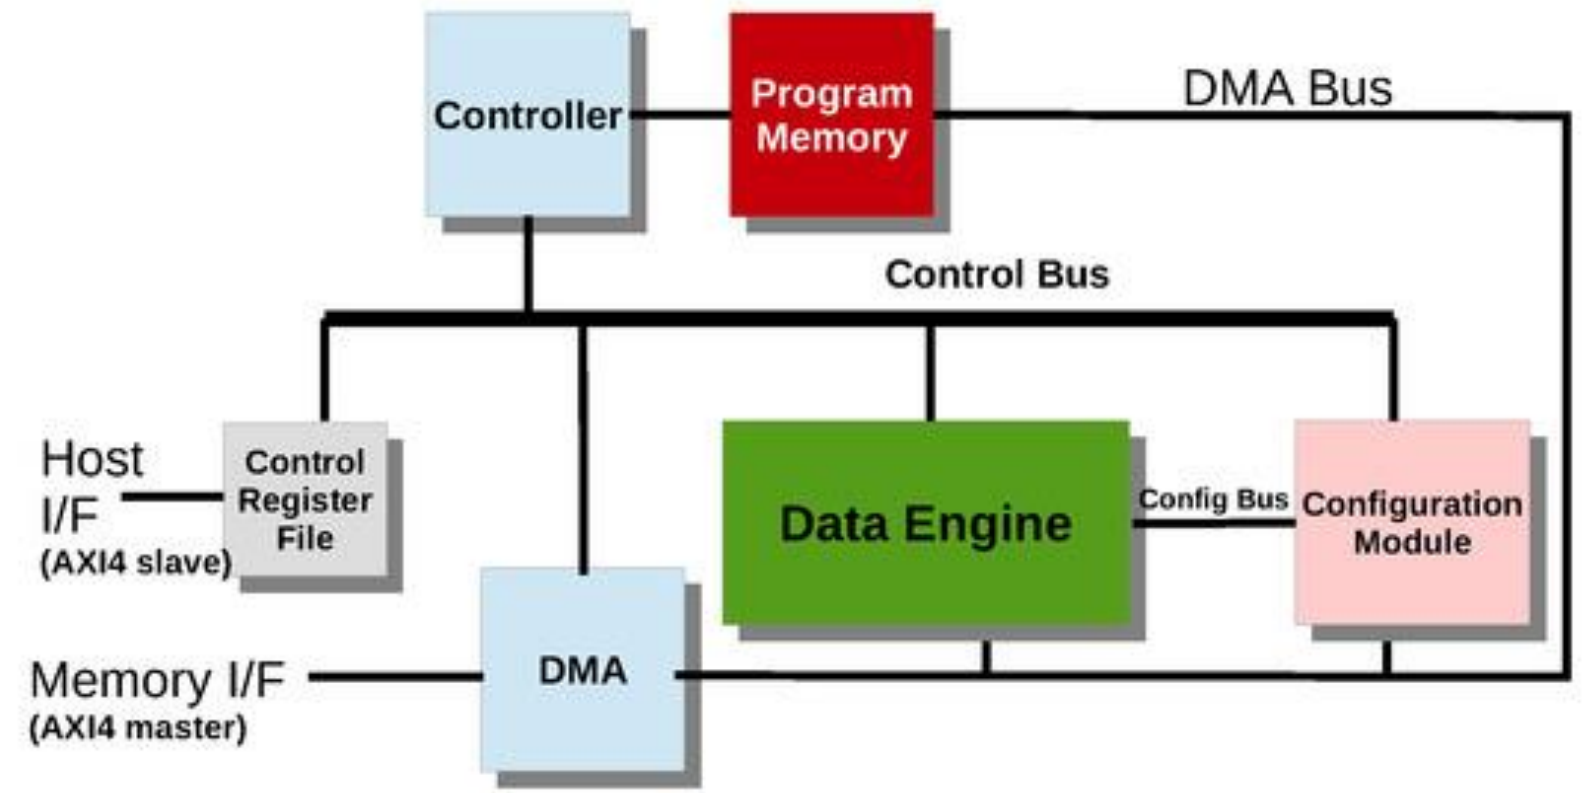 Controller
Program
Memory
DMA Bus
Control Bus
Host
I/F
(AXI4 slave)
Control
Register
File
Data Engine
Config Bus
Configuration
Module
Memory I/F
(AXI4 master)
DMA